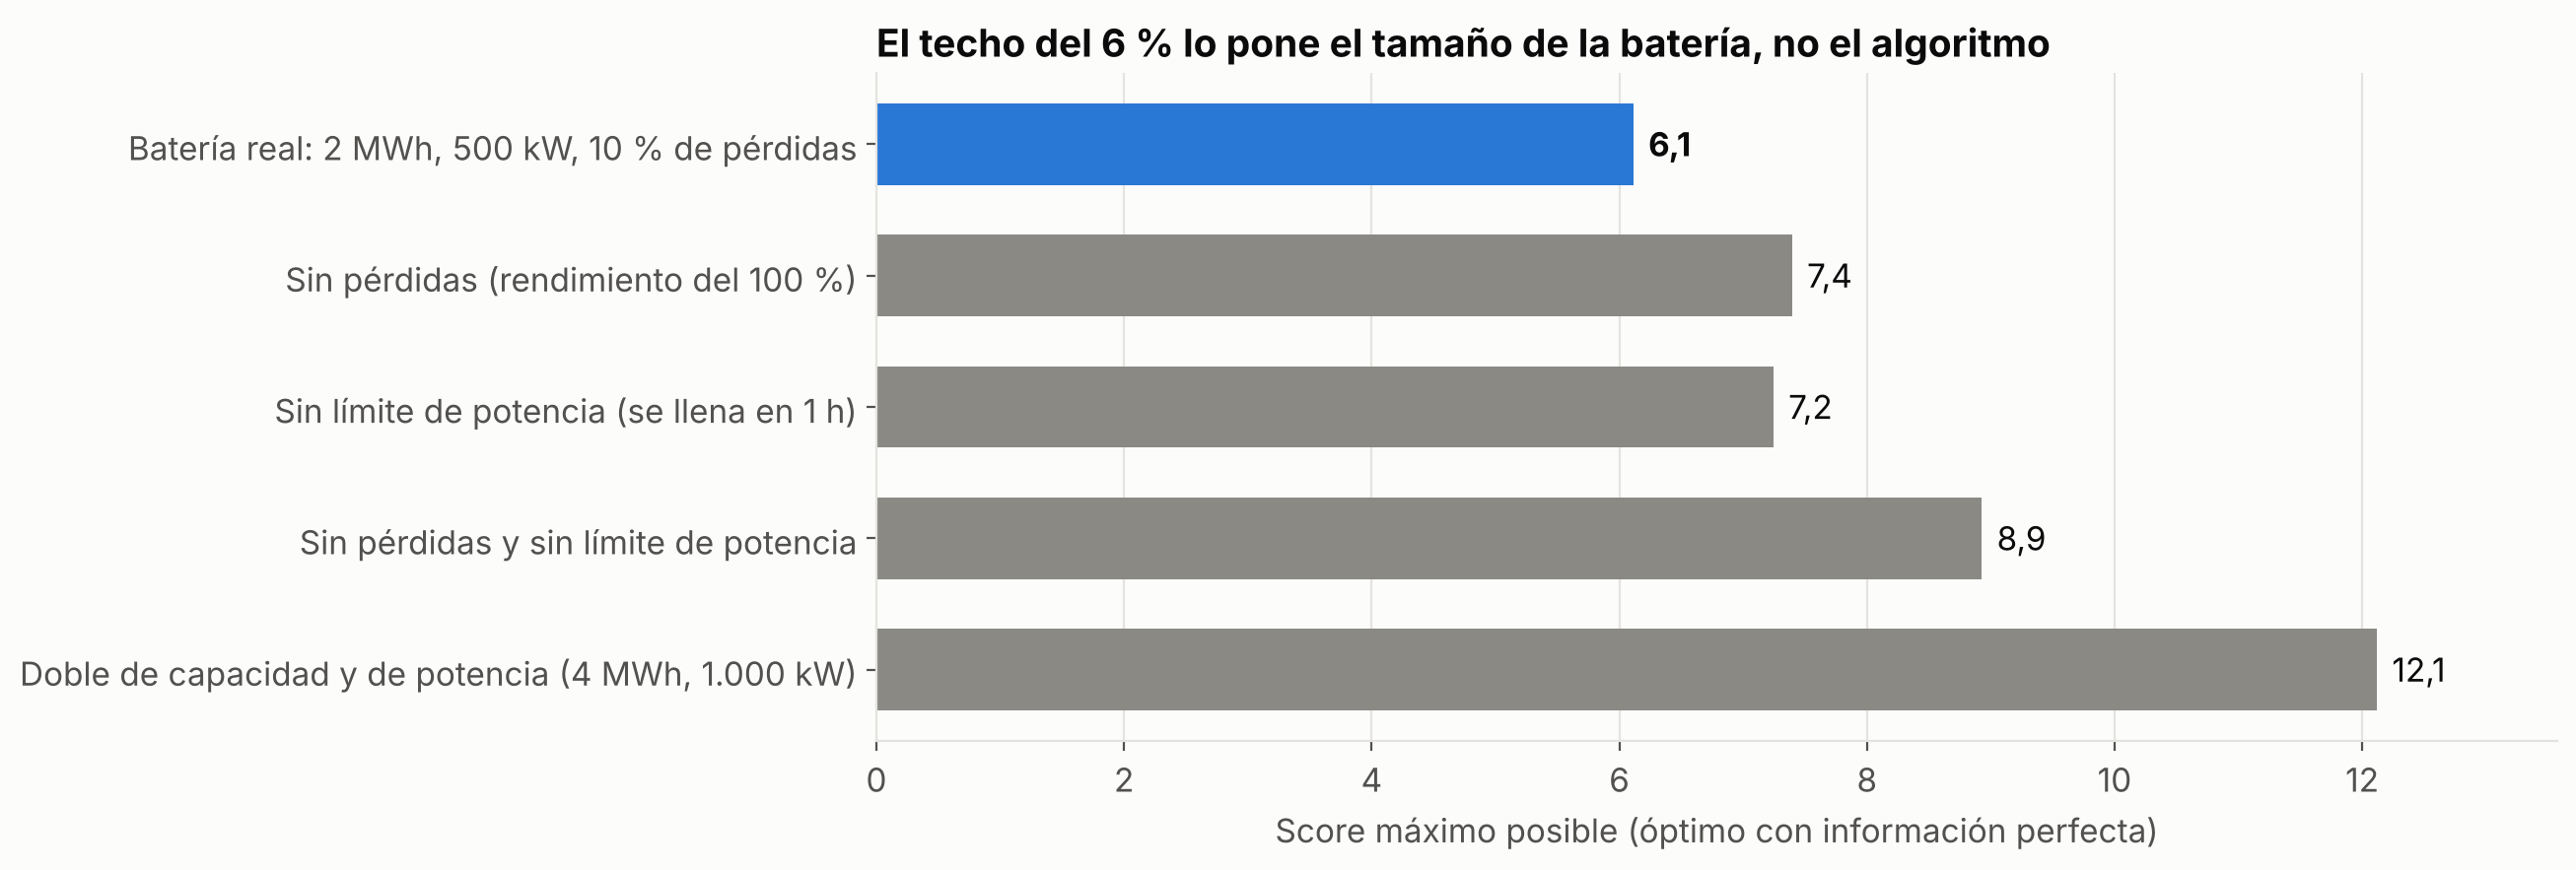 El techo del 6 % lo pone el tamaño de la batería, no el algoritmo
Batería real: 2 MWh, 500 kW, 10 % de pérdidas
6,1
Sin pérdidas (rendimiento del 100 %)
7,4
Sin límite de potencia (se llena en 1 h)
7,2
Sin pérdidas y sin límite de potencia
8,9
Doble de capacidad y de potencia (4 MWh, 1.000 kW)
12,1
0 2 4 6 8 10 12
Score máximo posible (óptimo con información perfecta)